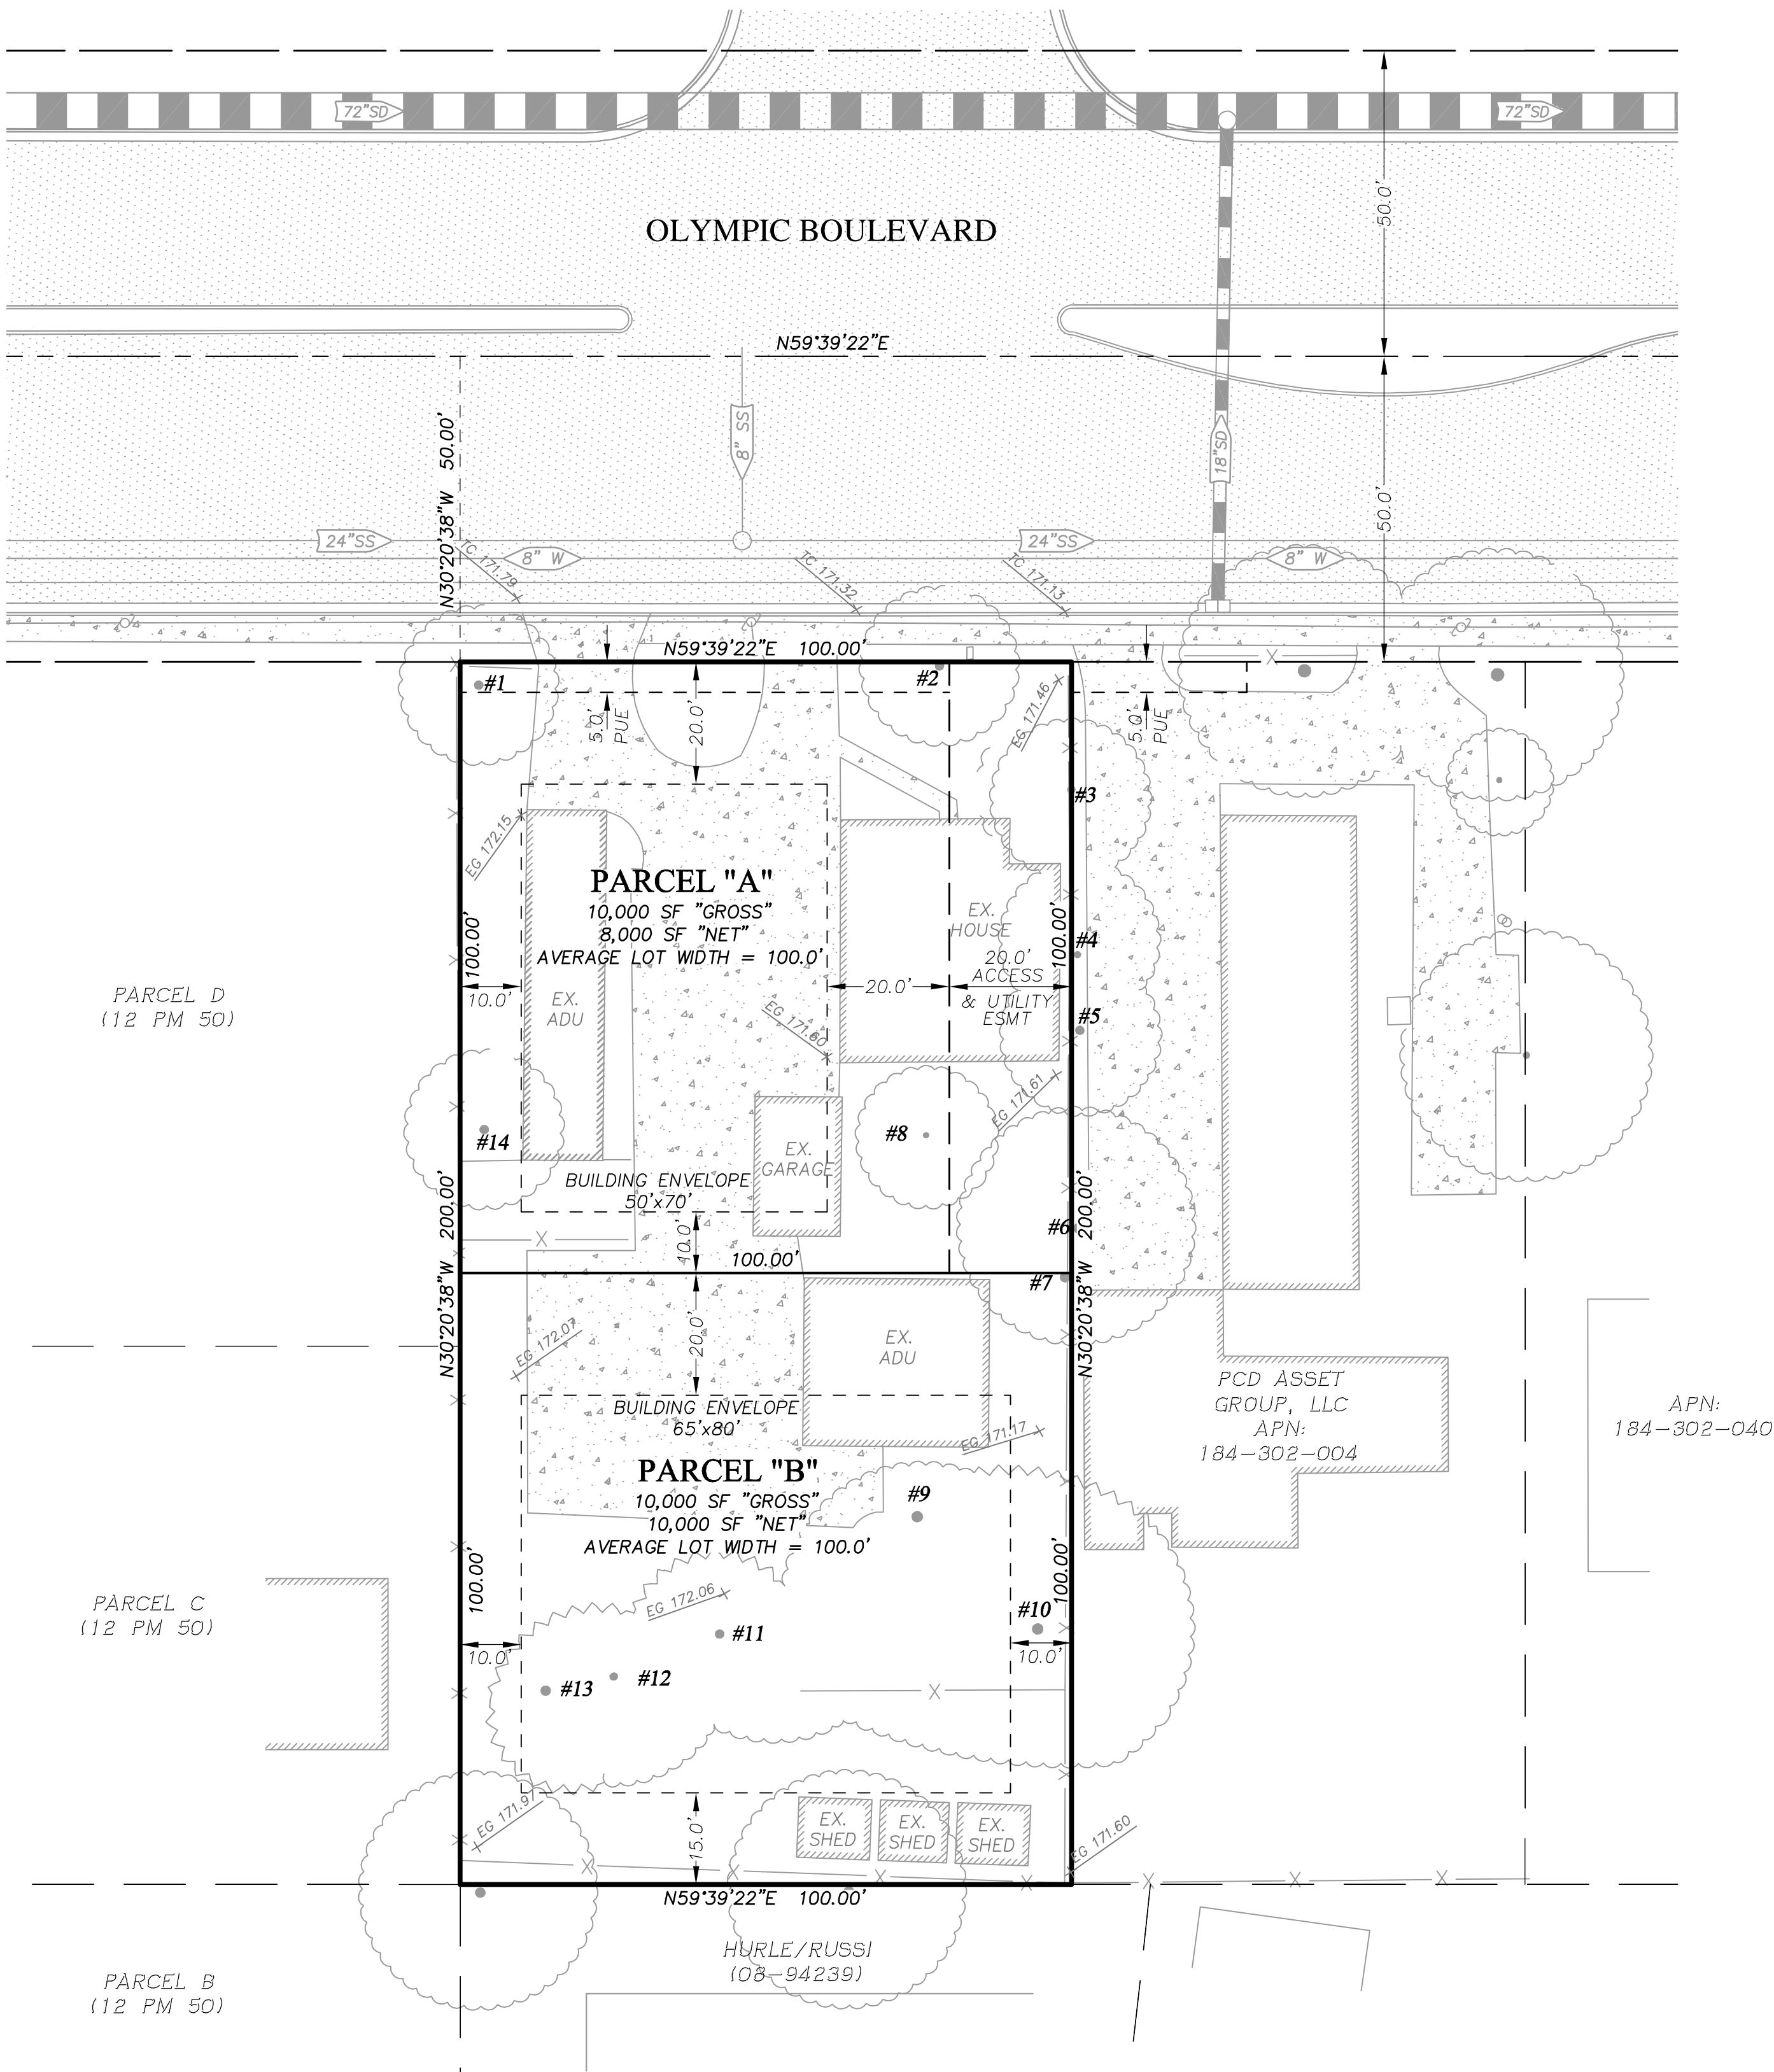 72"SD
72"SD
50.0'
OLYMPIC BOULEVARD
N59°39'22"E
8" SS
18"SD
N30°20'38"W 50.00'
50.0'
24"SS
24"SS
8" W
8" W
TC 171.79
TC 171.32
TC 171.13
N59°39'22"E 100.00'
#1
#2
5.0'
PUE
20.0'
EG 171.46
5.0'
PUE
#3
EG 172.15
PARCEL "A"
10,000 SF "GROSS"
8,000 SF "NET"
AVERAGE LOT WIDTH = 100.0'
EX.
HOUSE
100.00'
100.00'
#4
20.0'
ACCESS
& UTILITY
ESMT
10.0'
20.0'
EX.
ADU
#5
PARCEL D
(12 PM 50)
EG 171.60
EG 171.61
#14
#8
EX.
GARAGE
BUILDING ENVELOPE
50'x70'
10.0'
100.00'
#6
#7
N30°20'38"W 200.00'
N30°20'38"W 200.00'
20.0'
EG 172.07
EX.
ADU
BUILDING ENVELOPE
65'x80'
EG 171.17
PCD ASSET
GROUP, LLC
APN:
184-302-004
APN:
184-302-040
PARCEL "B"
10,000 SF "GROSS"
10,000 SF "NET"
AVERAGE LOT WIDTH = 100.0'
#9
100.00'
100.00'
PARCEL C
(12 PM 50)
EG 172.06
#10
#11
10.0'
10.0'
#12
#13
EG 171.97
15.0'
EX.
SHED
EX.
SHED
EX.
SHED
EG 171.60
N59°39'22"E 100.00'
HURLE/RUSSI
(08-94239)
PARCEL B
(12 PM 50)